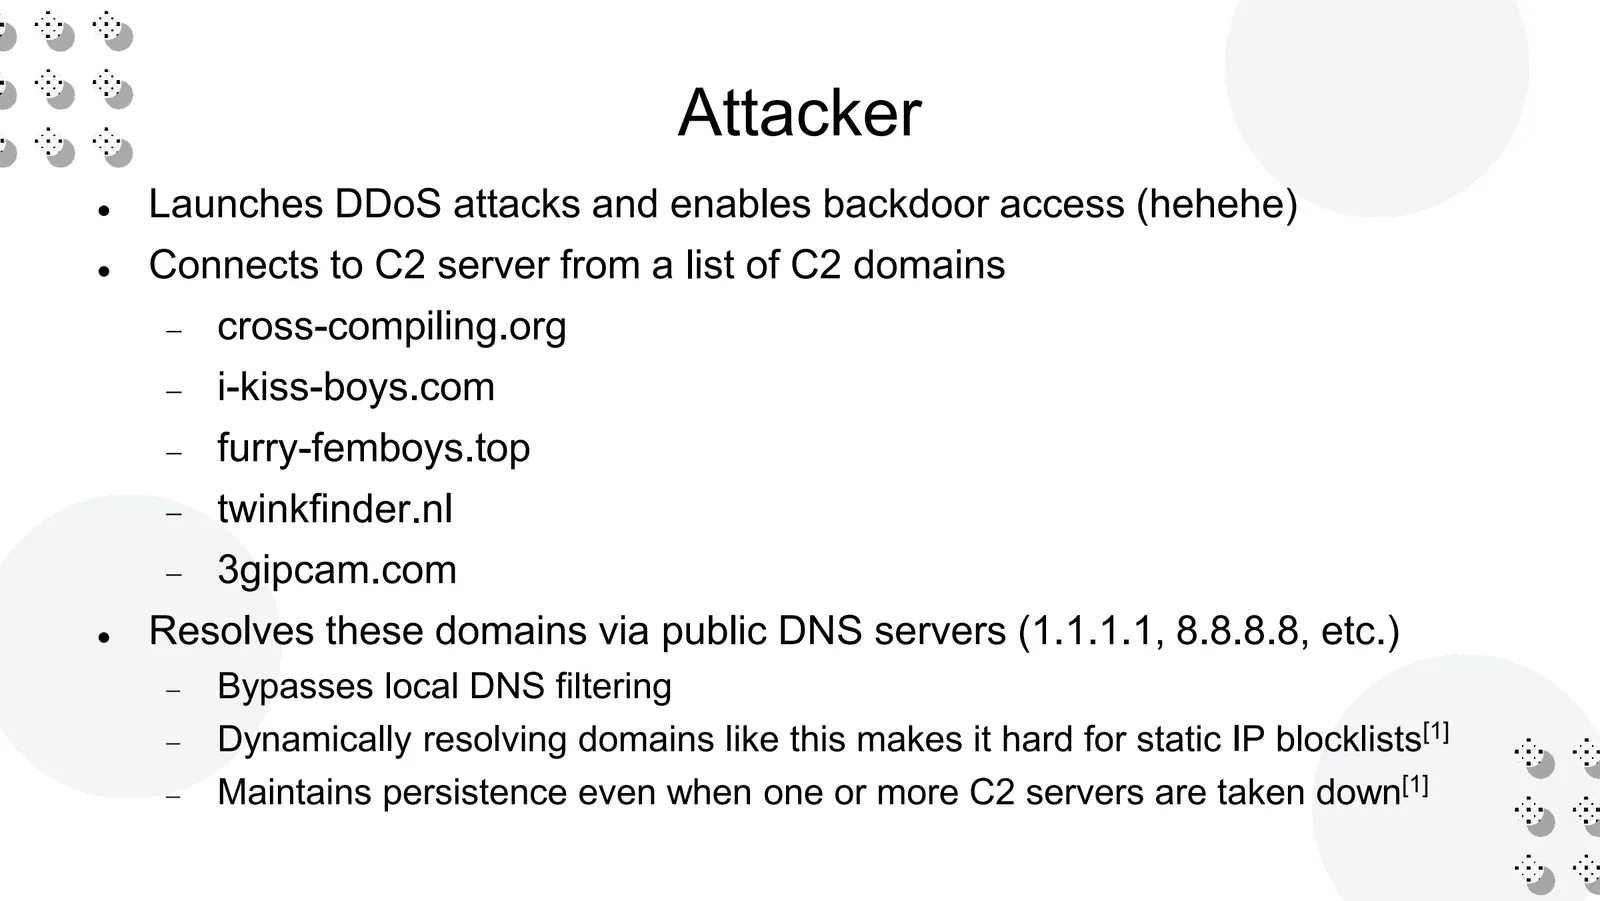 Attacker
Launches DDoS attacks and enables backdoor access (hehehe)
Connects to C2 server from a list of C2 domains
cross-compiling.org
i-kiss-boys.com
furry-femboys.top
twinkfinder.nl
3gipcam.com
Resolves these domains via public DNS servers (1.1.1.1, 8.8.8.8, etc.)
Bypasses local DNS filtering
Dynamically resolving domains like this makes it hard for static IP blocklists[1]
Maintains persistence even when one or more C2 servers are taken down[1]